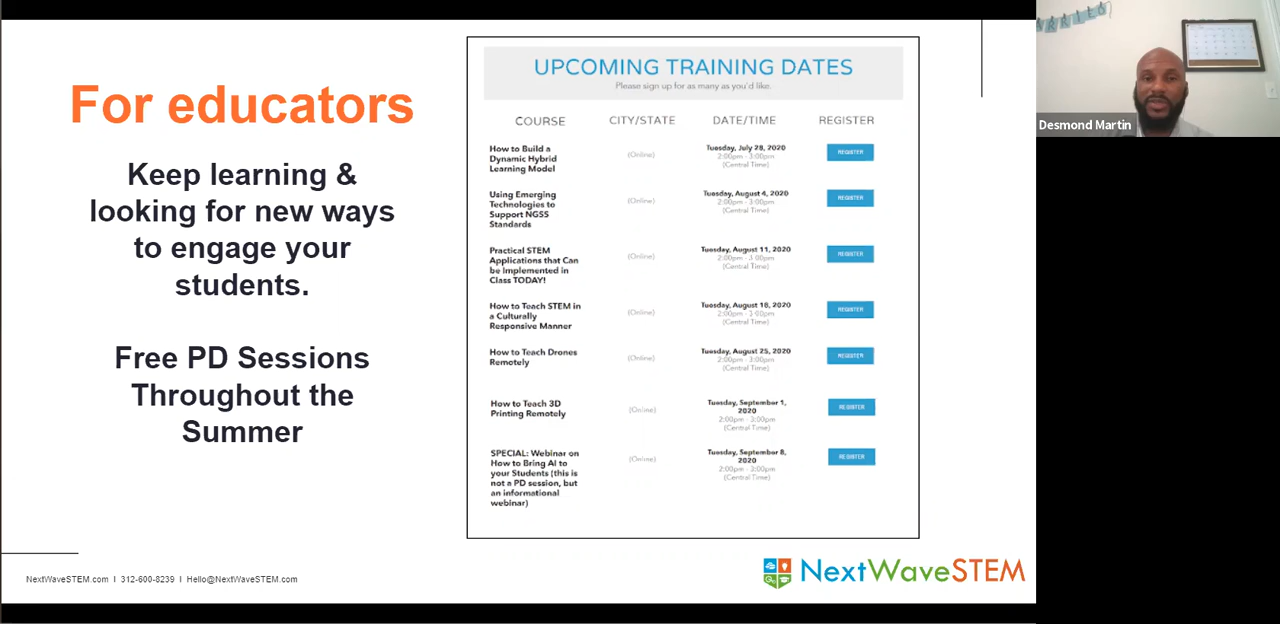 For educators
Keep learning &
looking for new ways
to engage your
students.
Free PD Sessions
Throughout the
Summer
UPCOMING TRAINING DATES
Please sign up for as many as you'd like.
COURSE CITY/STATE DATE/TIME REGISTER
How to Build a
Dynamic Hybrid
Learning Model
(Online)
Tuesday, July 28, 2020
2:00pm - 3:00pm
(Central Time)
REGISTER
Using Emerging
Technologies to
Support NGSS
Standards
(Online)
Tuesday, August 4, 2020
2:00pm - 3:00pm
(Central Time)
REGISTER
Practical STEM
Applications that Can
be Implemented in
Class TODAY!
(Online)
Tuesday, August 11, 2020
2:00pm - 3:00pm
(Central Time)
REGISTER
How to Teach STEM in
a Culturally
Responsive Manner
(Online)
Tuesday, August 18, 2020
2:00pm - 3:00pm
(Central Time)
REGISTER
How to Teach Drones
Remotely
(Online)
Tuesday, August 25, 2020
2:00pm - 3:00pm
(Central Time)
REGISTER
How to Teach 3D
Printing Remotely
(Online)
Tuesday, September 1,
2020
2:00pm - 3:00pm
(Central Time)
REGISTER
SPECIAL: Webinar on
How to Bring AI to
your Students (this is
not a PD session, but
an informational
webinar)
(Online)
Tuesday, September 8,
2020
2:00pm - 3:00pm
(Central Time)
REGISTER
NextWaveSTEM.com I 312-600-8239 I Hello@NextWaveSTEM.com
NextWaveSTEM
Desmond Martin